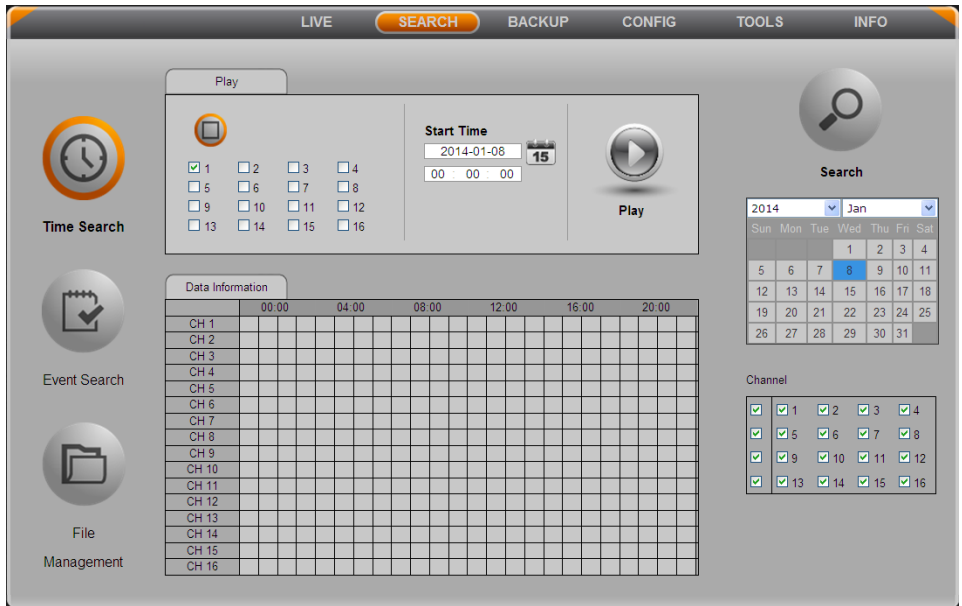 LIVE SEARCH BACKUP CONFIG TOOLS INFO
Time Search
Event Search
File
Management
Play
1 2 3 4
5 6 7 8
9 10 11 12
13 14 15 16
Start Time
2014-01-08 15
00 : 00 : 00
Play
Data Information
00:00 04:00 08:00 12:00 16:00 20:00
CH 1
CH 2
CH 3
CH 4
CH 5
CH 6
CH 7
CH 8
CH 9
CH 10
CH 11
CH 12
CH 13
CH 14
CH 15
CH 16
Search
2014 Jan
Sun Mon Tue Wed Thu Fri Sat
1 2 3 4
5 6 7 8 9 10 11
12 13 14 15 16 17 18
19 20 21 22 23 24 25
26 27 28 29 30 31
Channel
1 2 3 4
5 6 7 8
9 10 11 12
13 14 15 16